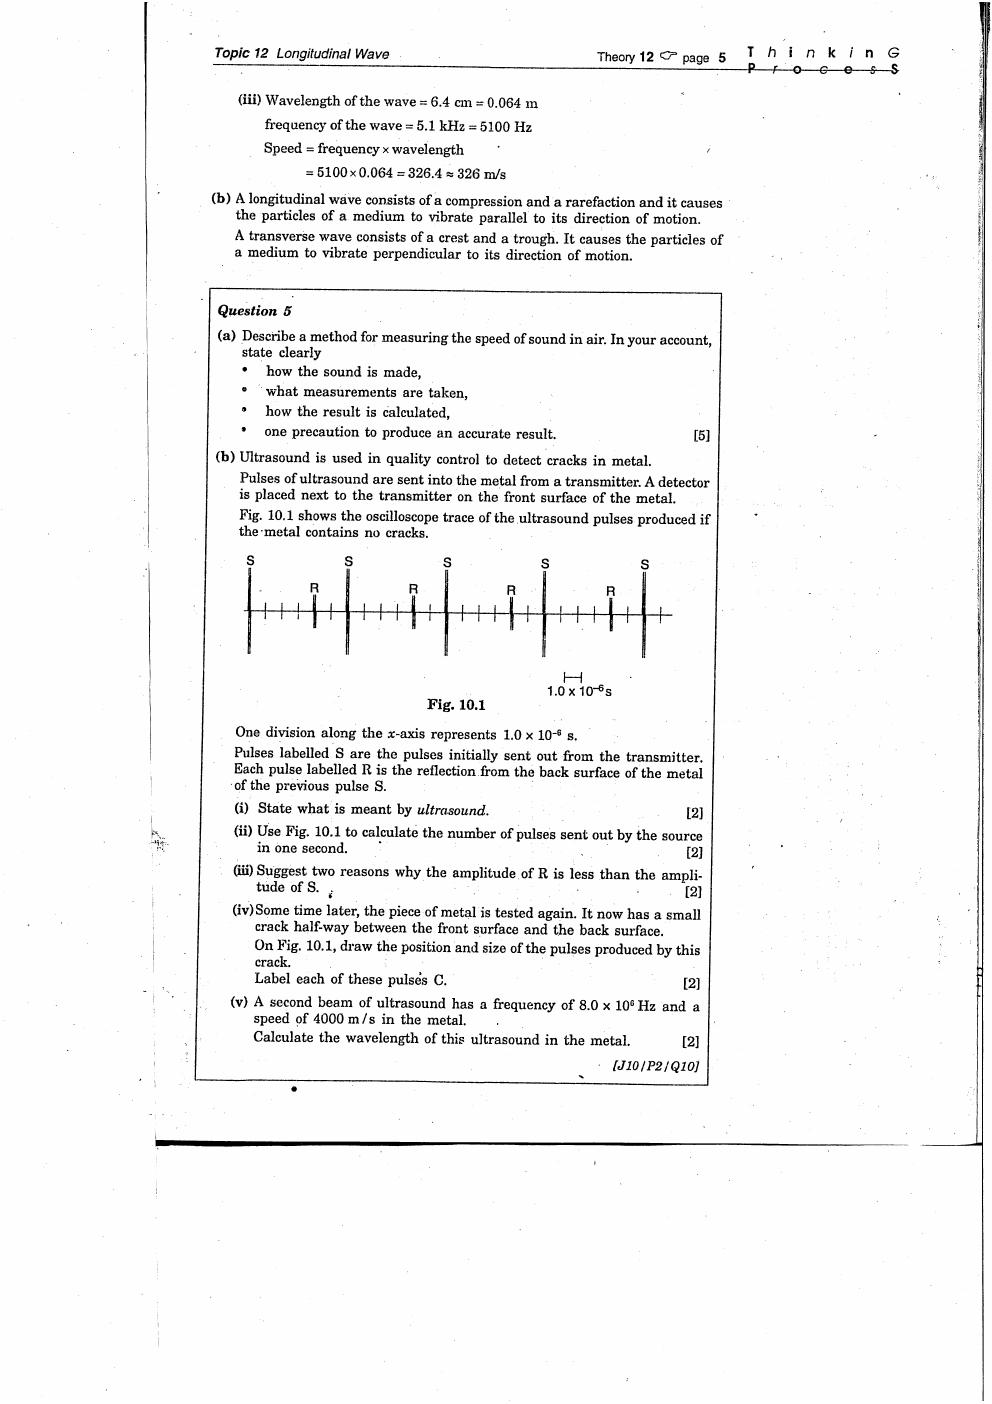 Topic 12 Longitudinal Wave
Theory 12 ☞ page 5
T h i n k i n G
P r o c e s S
(iii) Wavelength of the wave = 6.4 cm = 0.064 m
frequency of the wave = 5.1 kHz = 5100 Hz
Speed = frequency × wavelength
= 5100 × 0.064 = 326.4 ≈ 326 m/s
(b) A longitudinal wave consists of a compression and a rarefaction and it causes
the particles of a medium to vibrate parallel to its direction of motion.
A transverse wave consists of a crest and a trough. It causes the particles of
a medium to vibrate perpendicular to its direction of motion.
Question 5
(a) Describe a method for measuring the speed of sound in air. In your account,
state clearly
• how the sound is made,
• what measurements are taken,
• how the result is calculated,
• one precaution to produce an accurate result. [5]
(b) Ultrasound is used in quality control to detect cracks in metal.
Pulses of ultrasound are sent into the metal from a transmitter. A detector
is placed next to the transmitter on the front surface of the metal.
Fig. 10.1 shows the oscilloscope trace of the ultrasound pulses produced if
the metal contains no cracks.
S S S S S
R R R R
1.0 x 10⁻⁶s
Fig. 10.1
One division along the x-axis represents 1.0 × 10⁻⁶ s.
Pulses labelled S are the pulses initially sent out from the transmitter.
Each pulse labelled R is the reflection from the back surface of the metal
of the previous pulse S.
(i) State what is meant by ultrasound. [2]
(ii) Use Fig. 10.1 to calculate the number of pulses sent out by the source
in one second. [2]
(iii) Suggest two reasons why the amplitude of R is less than the ampli-
tude of S. [2]
(iv) Some time later, the piece of metal is tested again. It now has a small
crack half-way between the front surface and the back surface.
On Fig. 10.1, draw the position and size of the pulses produced by this
crack.
Label each of these pulses C. [2]
(v) A second beam of ultrasound has a frequency of 8.0 × 10⁶ Hz and a
speed of 4000 m/s in the metal.
Calculate the wavelength of this ultrasound in the metal. [2]
[J10/P2/Q10]